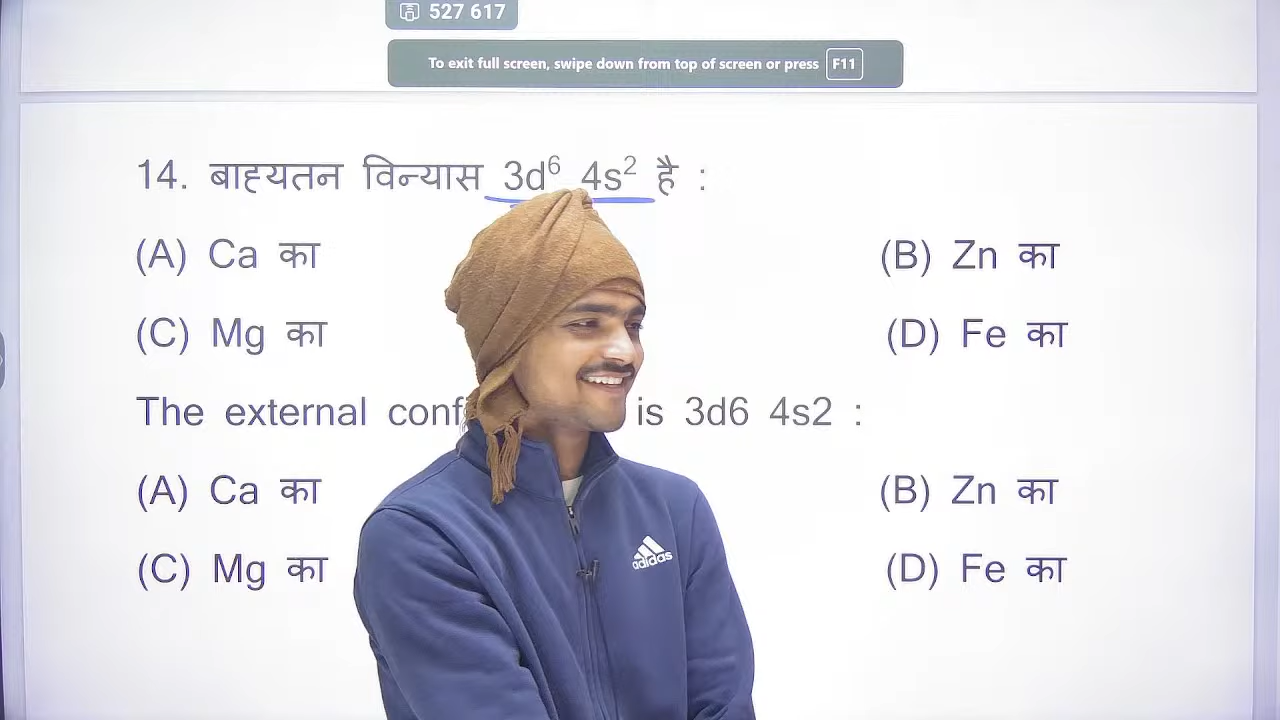 527 617
To exit full screen, swipe down from top of screen or press F11
14. बाह्यतन विन्यास 3d⁶ 4s² है :
(A) Ca का (B) Zn का
(C) Mg का (D) Fe का
The external is 3d6 4s2 :
(A) Ca का (B) Zn का
(C) Mg का (D) Fe का
adidas